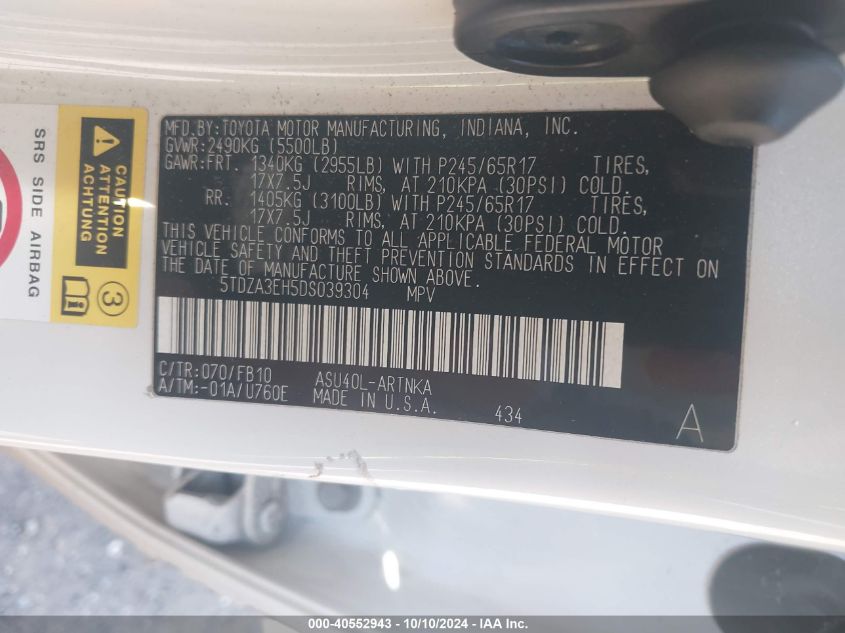 MFD.BY:TOYOTA MOTOR MANUFACTURING, INDIANA, INC.
GVWR:2490KG (5500LB)
GAWR:FRT. 1340KG (2955LB) WITH P245/65R17 TIRES,
17X7.5J RIMS, AT 210KPA (30PSI) COLD.
RR. 1405KG (3100LB) WITH P245/65R17 TIRES,
17X7.5J RIMS, AT 210KPA (30PSI) COLD.
THIS VEHICLE CONFORMS TO ALL APPLICABLE FEDERAL MOTOR
VEHICLE SAFETY AND THEFT PREVENTION STANDARDS IN EFFECT ON
THE DATE OF MANUFACTURE SHOWN ABOVE.
5TDZA3EH5DS039304 MPV
C/TR:070/FB10 ASU40L-ARTNKA
A/TM:-01A/U760E MADE IN U.S.A. 434 A
SRS SIDE AIRBAG
CAUTION
ATTENTION
ACHTUNG
3
000-40552943 - 10/10/2024 - IAA Inc.